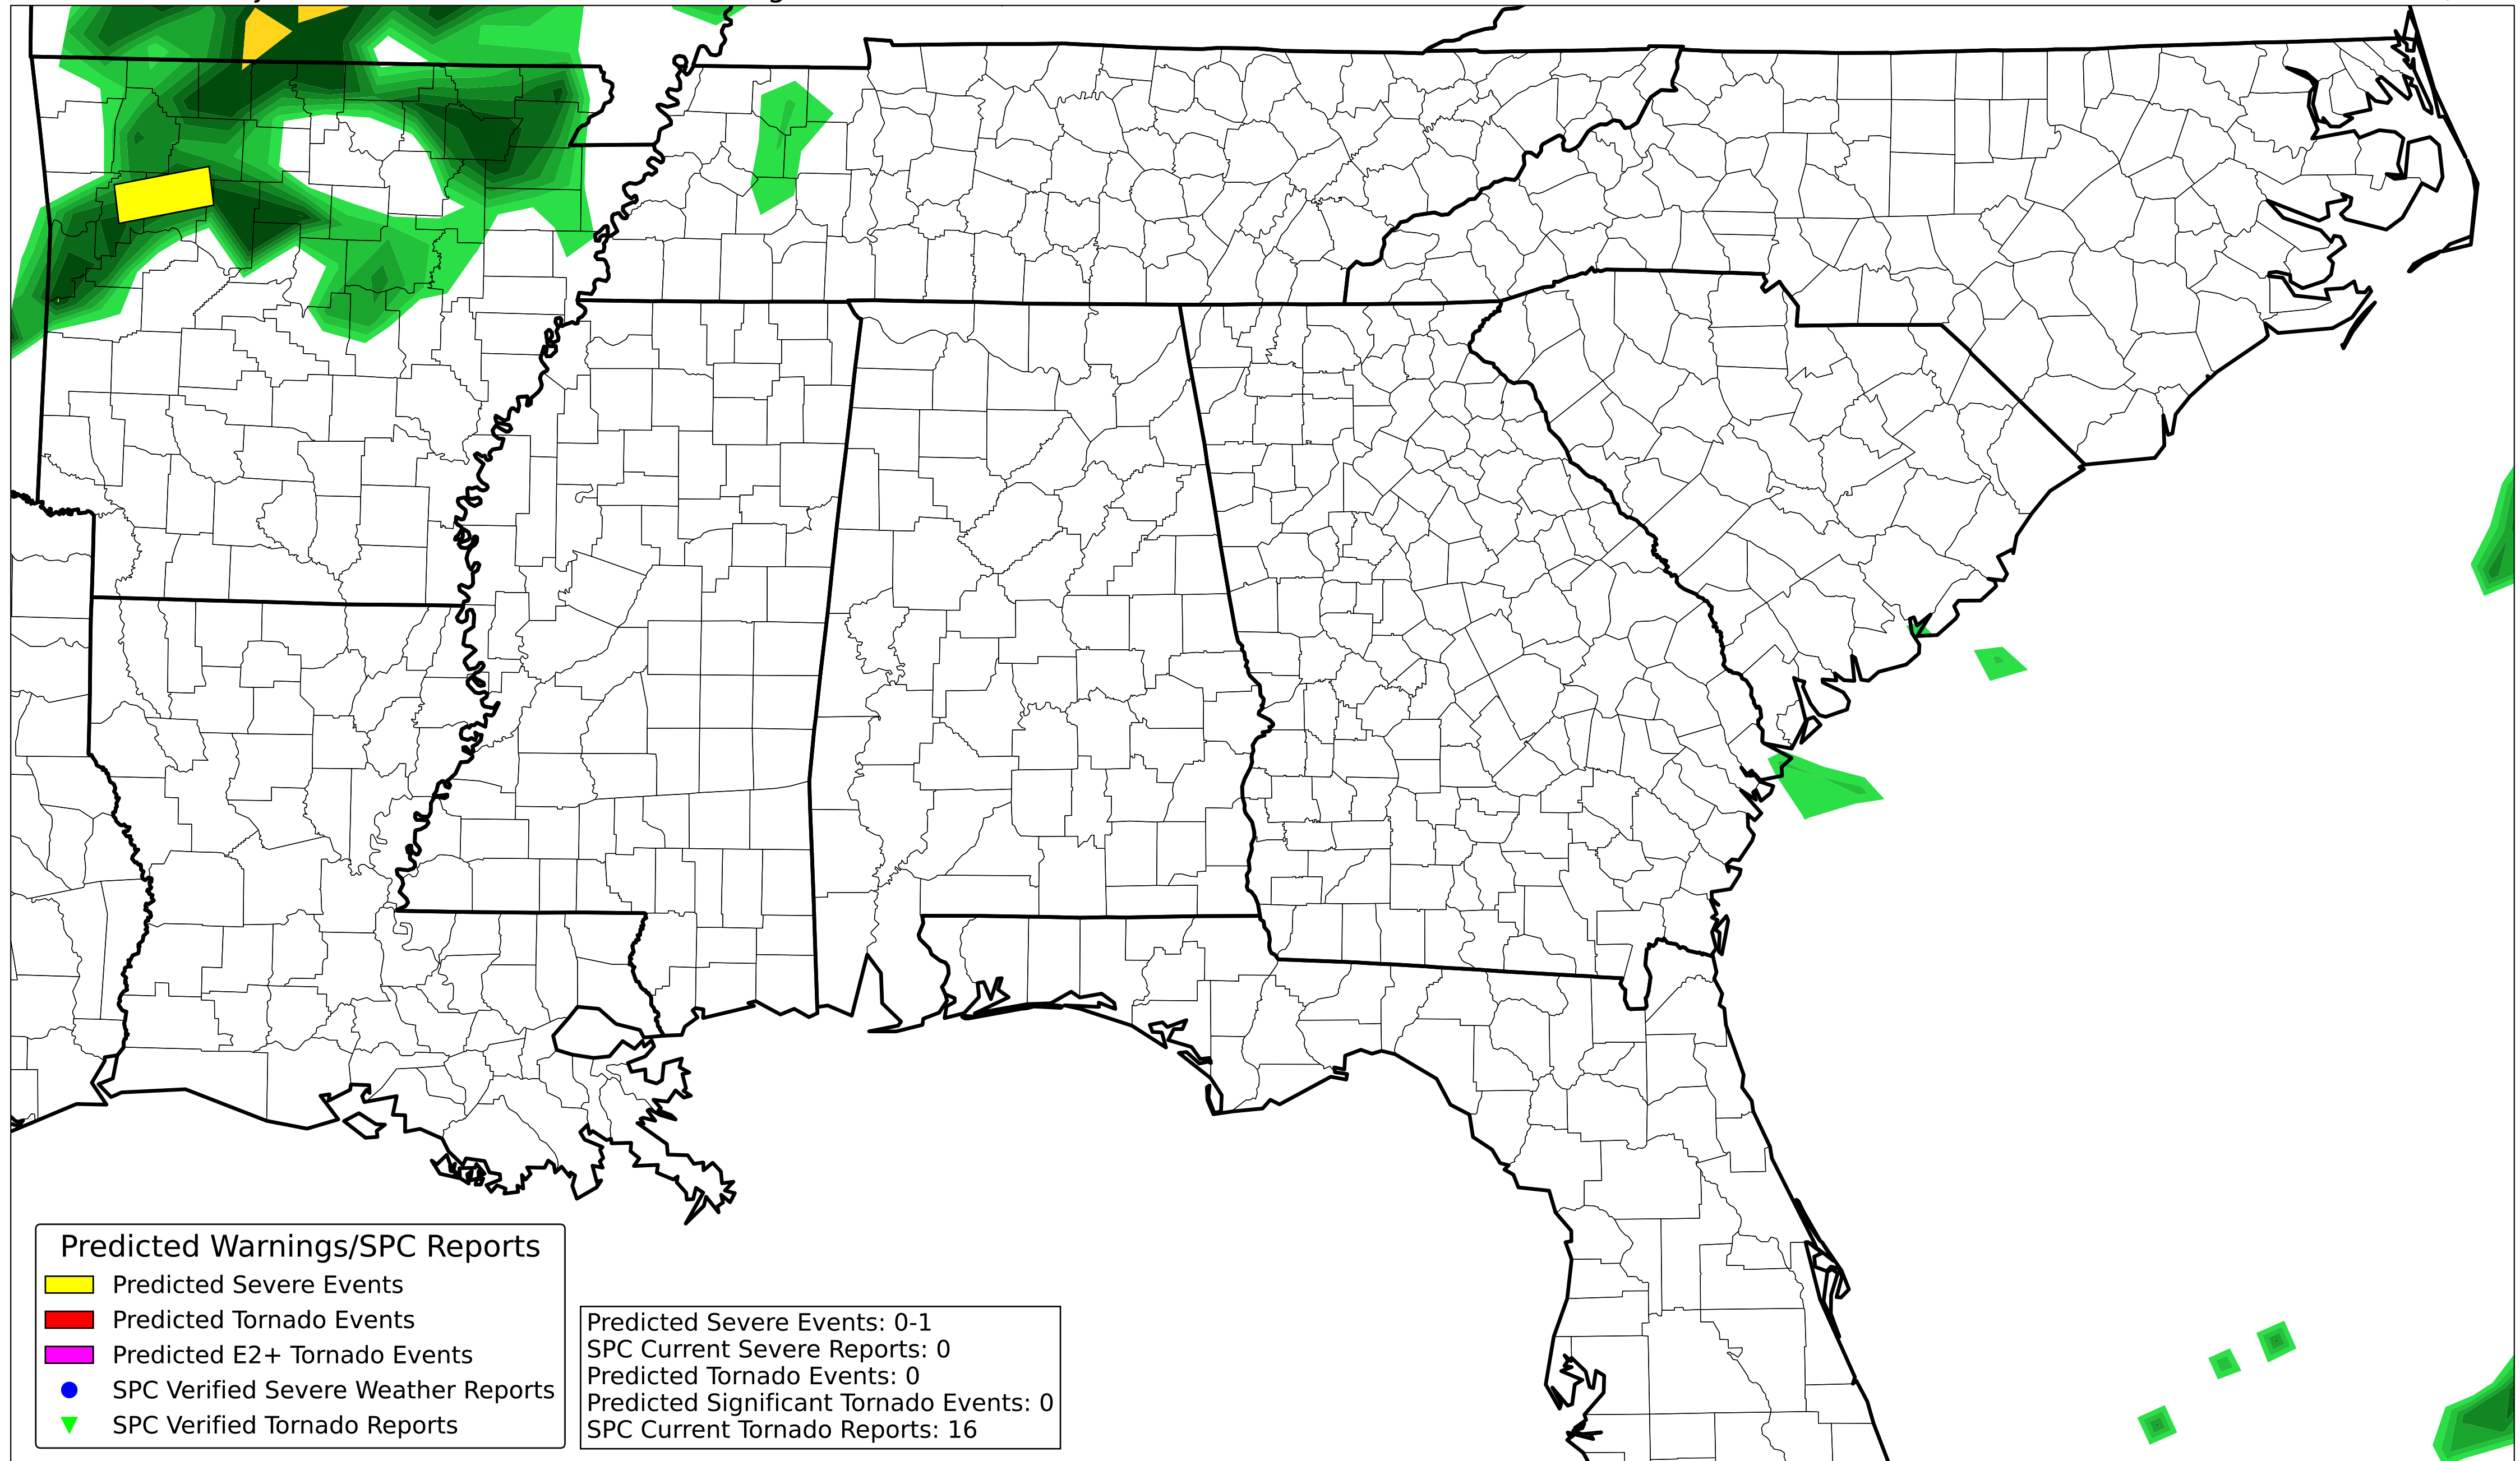 Predicted Warnings/SPC Reports
Predicted Severe Events
Predicted Tornado Events
Predicted E2+ Tornado Events
SPC Verified Severe Weather Reports
SPC Verified Tornado Reports
Predicted Severe Events: 0-1
SPC Current Severe Reports: 0
Predicted Tornado Events: 0
Predicted Significant Tornado Events: 0
SPC Current Tornado Reports: 16